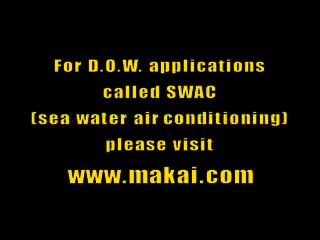 For D.O.W. applications
called SWAC
(sea water air conditioning)
please visit
www.makai.com